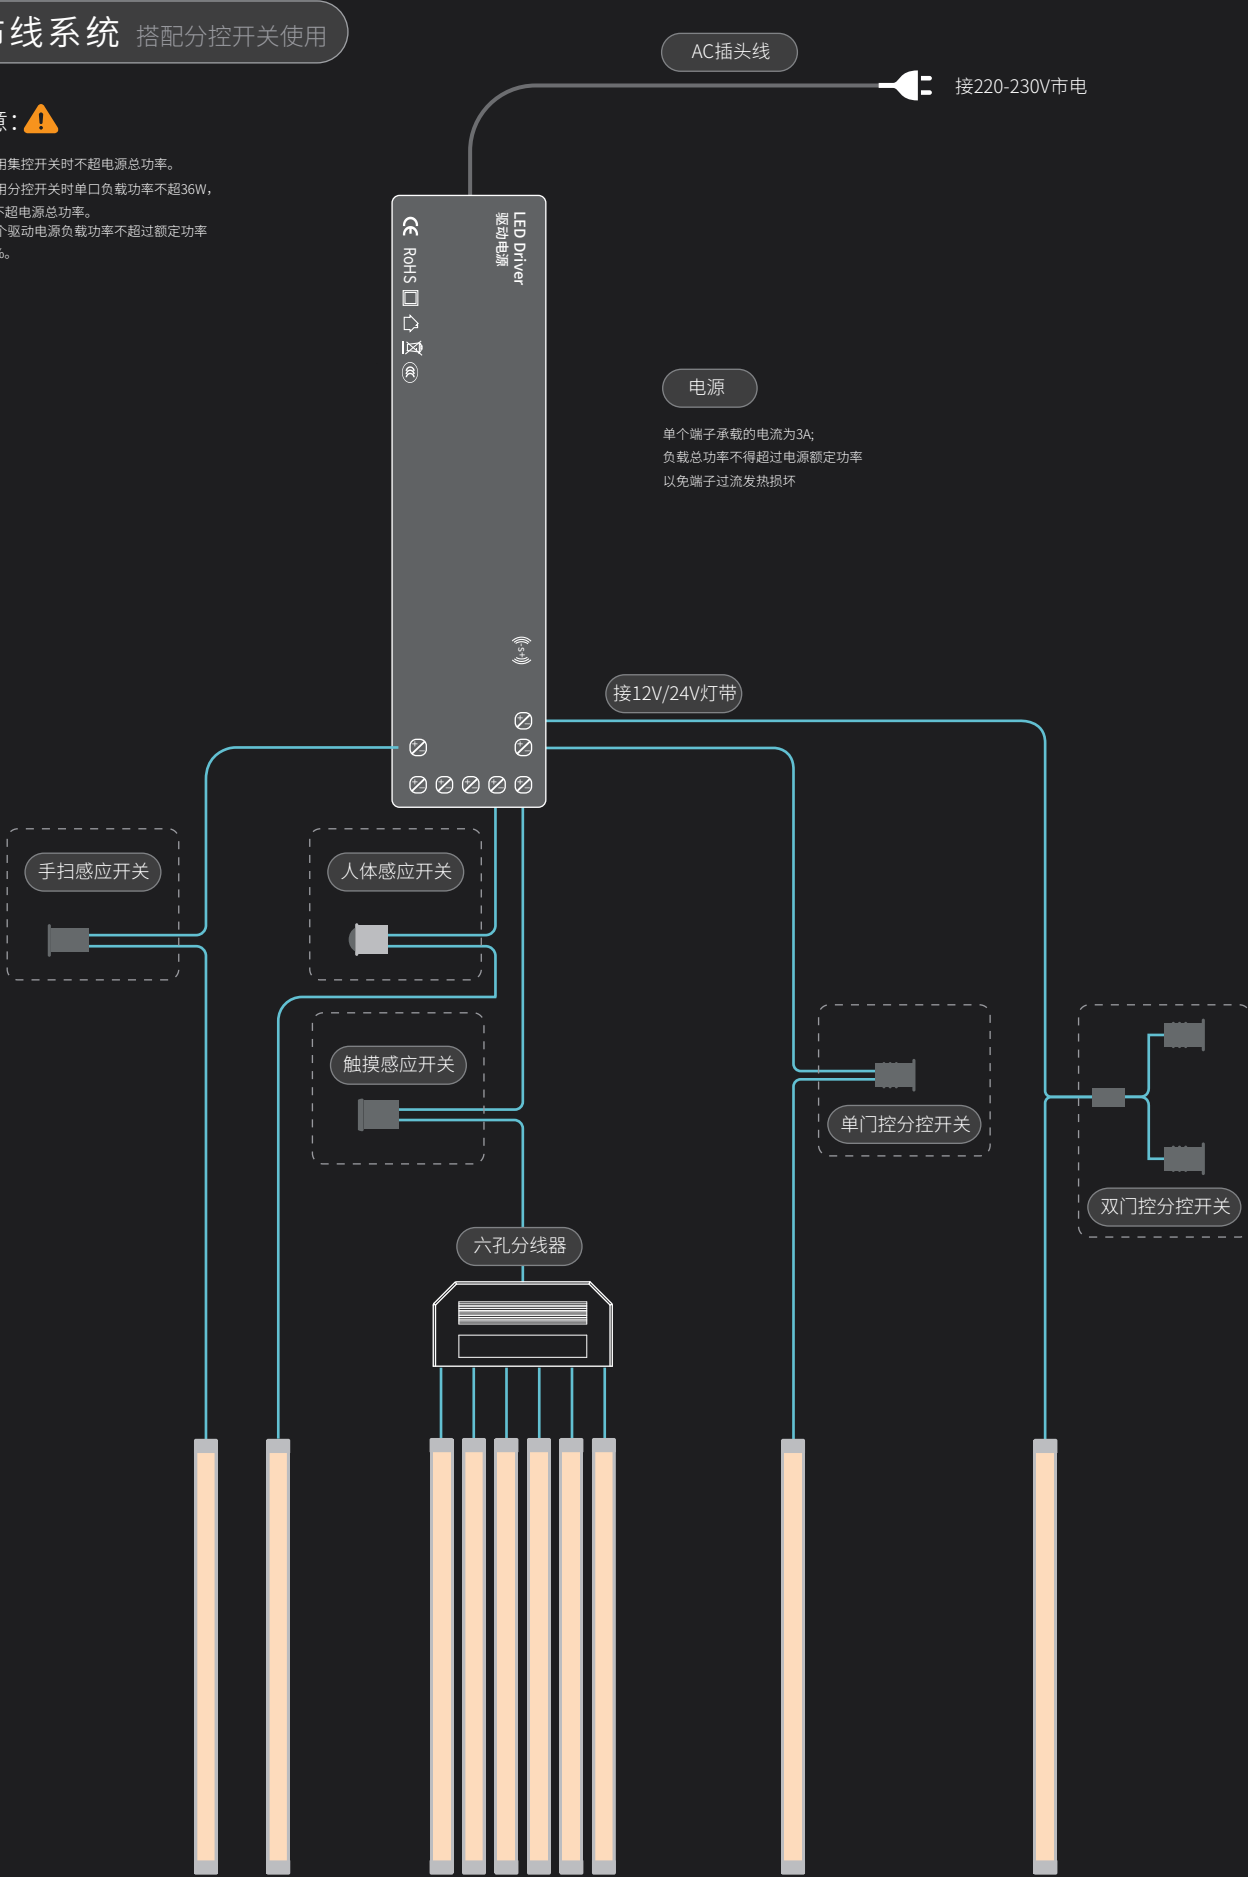 线系统 搭配分控开关使用
意：
用集控开关时不超电源总功率。
用分控开关时单口负载功率不超36W，
不超电源总功率。
个驱动电源负载功率不超过额定功率
%。
AC插头线
接220-230V市电
LED Driver
驱动电源
CE RoHS
电源
单个端子承载的电流为3A;
负载总功率不得超过电源额定功率
以免端子过流发热损坏
-S+
接12V/24V灯带
手扫感应开关
人体感应开关
触摸感应开关
单门控分控开关
双门控分控开关
六孔分线器